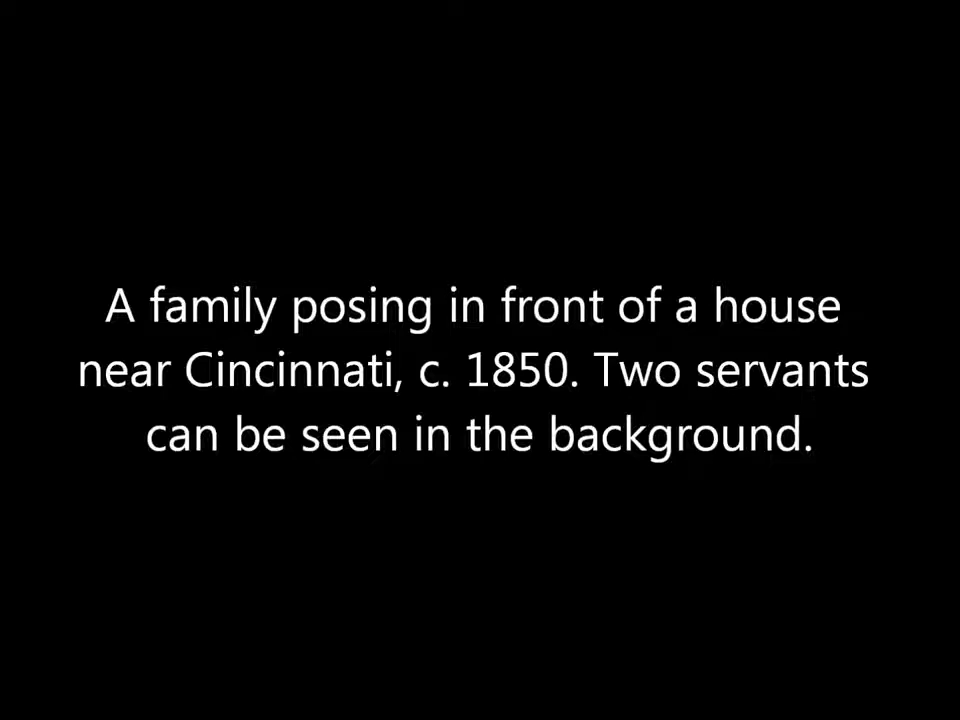 A family posing in front of a house
near Cincinnati, c. 1850. Two servants
can be seen in the background.